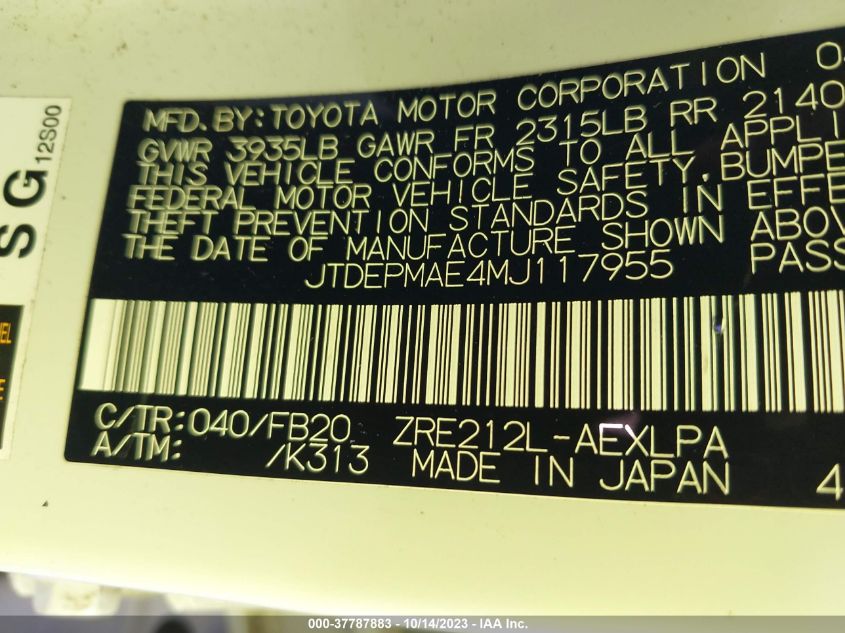 SG 12S00
MFD. BY: TOYOTA MOTOR CORPORATION
GVWR 3935LB GAWR FR 2315LB RR 2140
THIS VEHICLE CONFORMS TO ALL APPLI
FEDERAL MOTOR VEHICLE SAFETY, BUMPE
THEFT PREVENTION STANDARDS IN EFFE
THE DATE OF MANUFACTURE SHOWN ABOV
JTDEPMAE4MJ117955 PASS
C/TR: 040/FB20 ZRE212L-AEXLPA
A/TM: /K313 MADE IN JAPAN 4
000-37787883 - 10/14/2023 - IAA Inc.